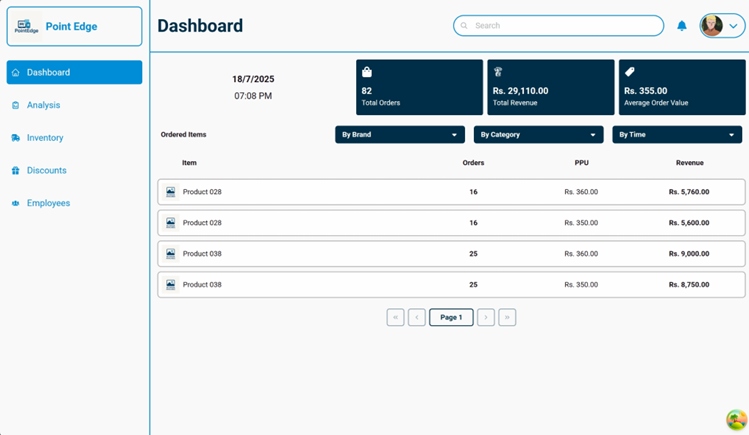 PointEdge
Point Edge
Dashboard
Analysis
Inventory
Discounts
Employees
Dashboard
Search
18/7/2025
07:08 PM
82
Total Orders
Rs. 29,110.00
Total Revenue
Rs. 355.00
Average Order Value
Ordered Items
By Brand
By Category
By Time
Item Orders PPU Revenue
Product 028 16 Rs. 360.00 Rs. 5,760.00
Product 028 16 Rs. 350.00 Rs. 5,600.00
Product 038 25 Rs. 360.00 Rs. 9,000.00
Product 038 25 Rs. 350.00 Rs. 8,750.00
« ‹ Page 1 › »